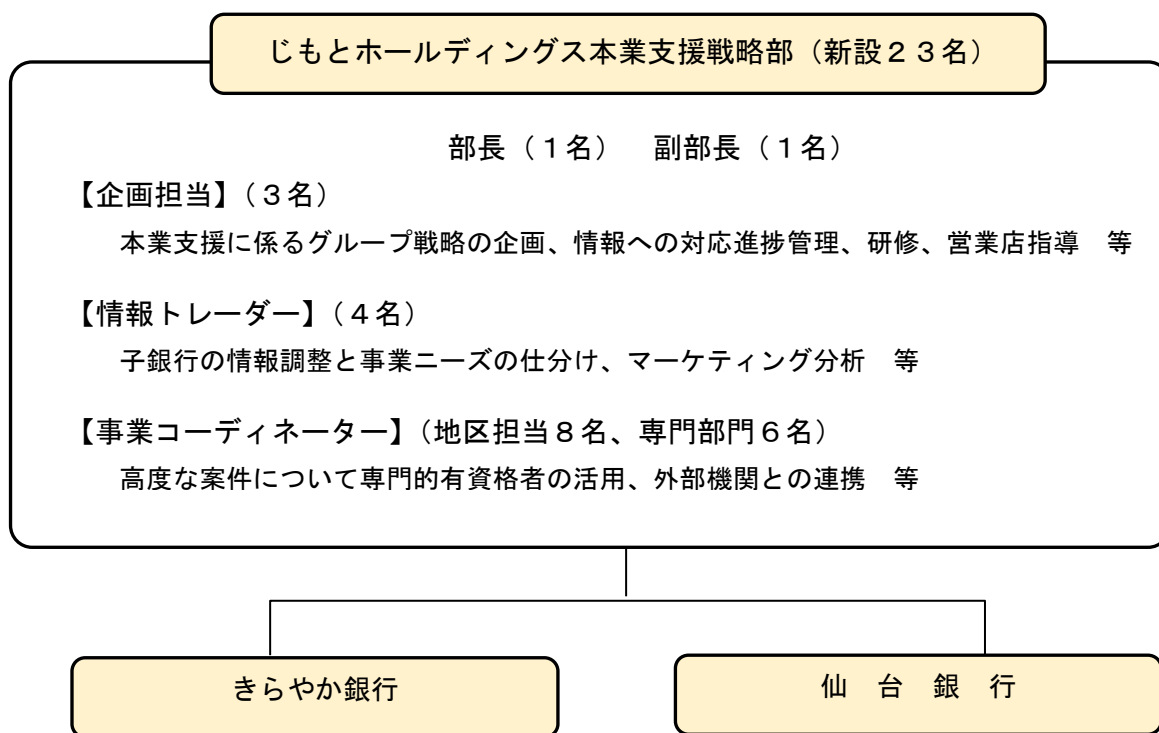 じもとホールディングス本業支援戦略部（新設２３名）
部長（１名）　副部長（１名）
【企画担当】（３名）
本業支援に係るグループ戦略の企画、情報への対応進捗管理、研修、営業店指導　等
【情報トレーダー】（４名）
子銀行の情報調整と事業ニーズの仕分け、マーケティング分析　等
【事業コーディネーター】（地区担当８名、専門部門６名）
高度な案件について専門的有資格者の活用、外部機関との連携　等
きらやか銀行
仙　台　銀　行